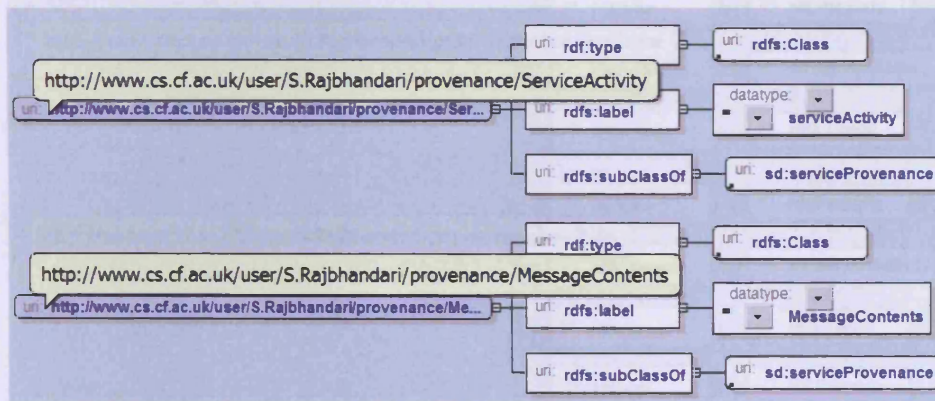 uri: rdf:type
uri: rdfs:Class
http://www.cs.cf.ac.uk/user/S.Rajbhandari/provenance/ServiceActivity
uri: http://www.cs.cf.ac.uk/user/S.Rajbhandari/provenance/Ser...
uri: rdfs:label
datatype:
= serviceActivity
uri: rdfs:subClassOf
uri: sd:serviceProvenance
uri: rdf:type
uri: rdfs:Class
http://www.cs.cf.ac.uk/user/S.Rajbhandari/provenance/MessageContents
uri: http://www.cs.cf.ac.uk/user/S.Rajbhandari/provenance/Me...
uri: rdfs:label
datatype:
= MessageContents
uri: rdfs:subClassOf
uri: sd:serviceProvenance